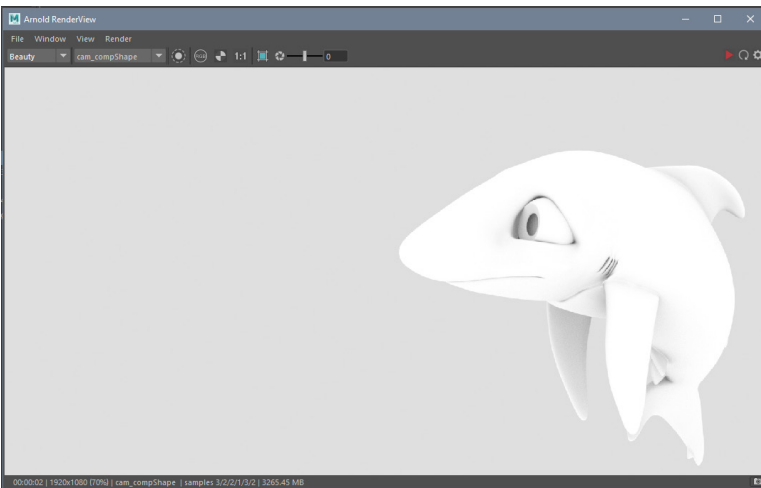 Arnold RenderView
File Window View Render
Beauty cam_compShape RGB 1:1 0
00:00:02 | 1920x1080 (70%) | cam_compShape | samples 3/2/2/1/3/2 | 3265.45 MB